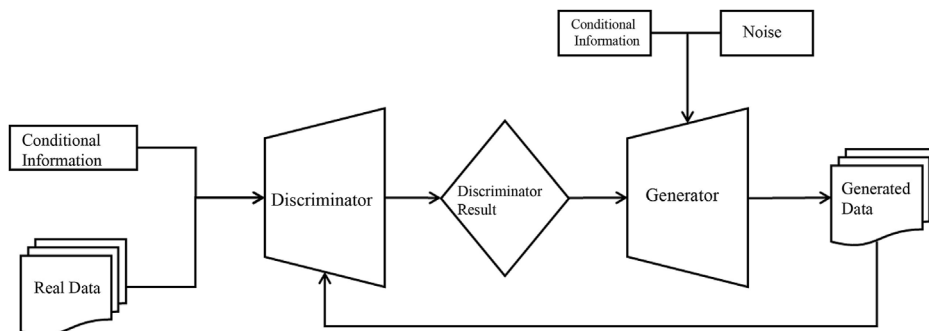 Conditional
Information
Noise
Conditional
Information
Discriminator
Discriminator
Result
Generator
Generated
Data
Real Data